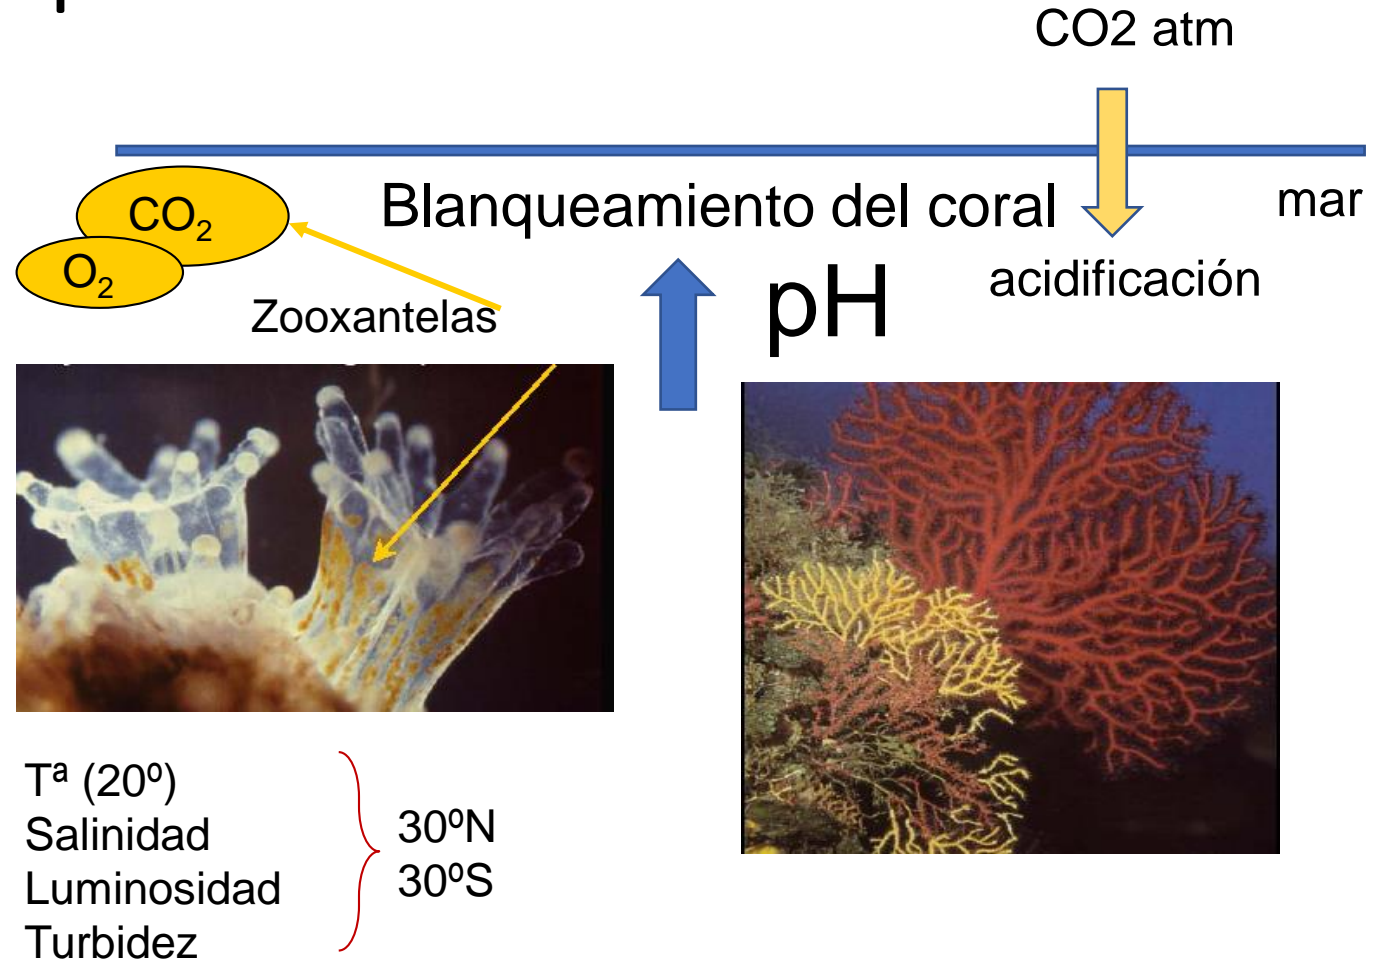 CO2 atm
CO₂
Blanqueamiento del coral
mar
O₂
pH
acidificación
Zooxantelas
Tª (20º)
Salinidad
Luminosidad
Turbidez
30ºN
30ºS